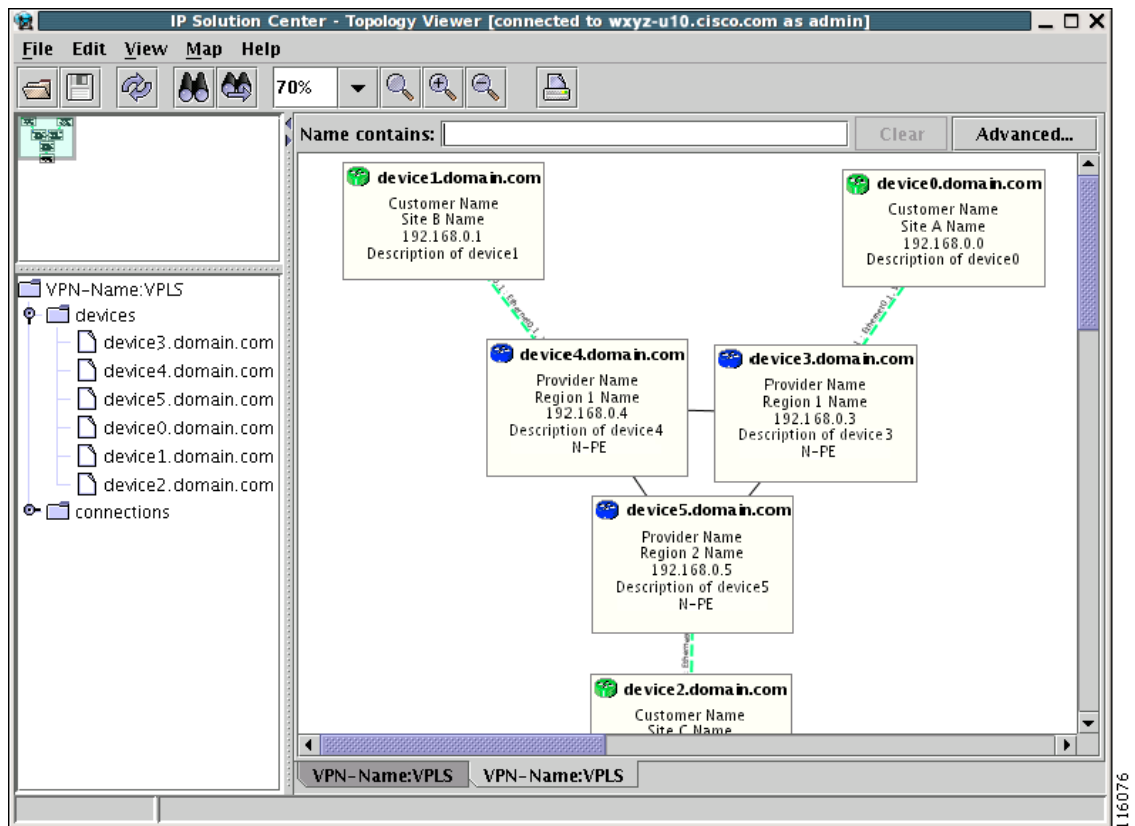 IP Solution Center - Topology Viewer [connected to wxyz-u10.cisco.com as admin]
File Edit View Map Help
70%
Name contains:
Clear
Advanced...
VPN-Name:VPLS
devices
device3.domain.com
device4.domain.com
device5.domain.com
device0.domain.com
device1.domain.com
device2.domain.com
connections
device1.domain.com
Customer Name
Site B Name
192.168.0.1
Description of device1
device0.domain.com
Customer Name
Site A Name
192.168.0.0
Description of device0
device4.domain.com
Provider Name
Region 1 Name
192.168.0.4
Description of device4
N-PE
device3.domain.com
Provider Name
Region 1 Name
192.168.0.3
Description of device3
N-PE
device5.domain.com
Provider Name
Region 2 Name
192.168.0.5
Description of device5
N-PE
device2.domain.com
Customer Name
Site C Name
VPN-Name:VPLS
VPN-Name:VPLS
116076